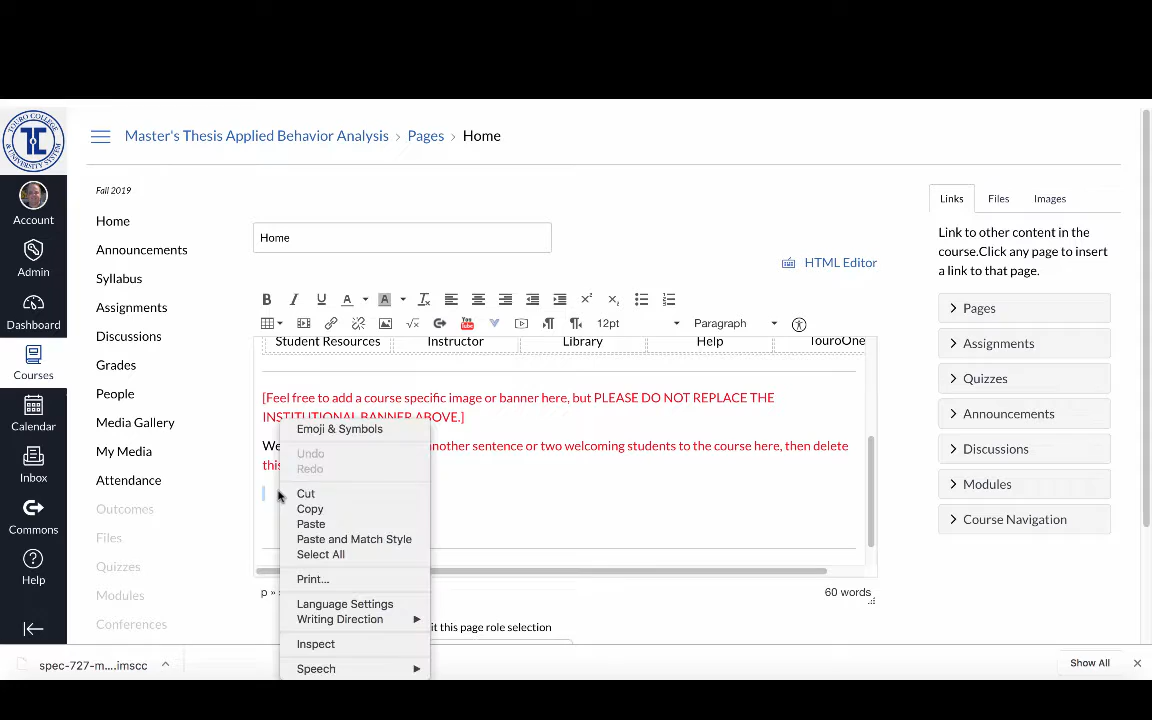 TOURO COLLEGE
& UNIVERSITY SYSTEM
TL
Account
Admin
Dashboard
Courses
Calendar
Inbox
Commons
Help
Master's Thesis Applied Behavior Analysis > Pages > Home
Fall 2019
Home
Announcements
Syllabus
Assignments
Discussions
Grades
People
Media Gallery
My Media
Attendance
Outcomes
Files
Quizzes
Modules
Conferences
Home
HTML Editor
12pt Paragraph
Student Resources Instructor Library Help TouroOne
[Feel free to add a course specific image or banner here, but PLEASE DO NOT REPLACE THE
INSTITUTIONAL BANNER ABOVE.]
We another sentence or two welcoming students to the course here, then delete
this
Emoji & Symbols
Undo
Redo
Cut
Copy
Paste
Paste and Match Style
Select All
Print...
Language Settings
Writing Direction
Inspect
Speech
p » 60 words
it this page role selection
Links Files Images
Link to other content in the
course.Click any page to insert
a link to that page.
Pages
Assignments
Quizzes
Announcements
Discussions
Modules
Course Navigation
spec-727-m....imscc
Show All